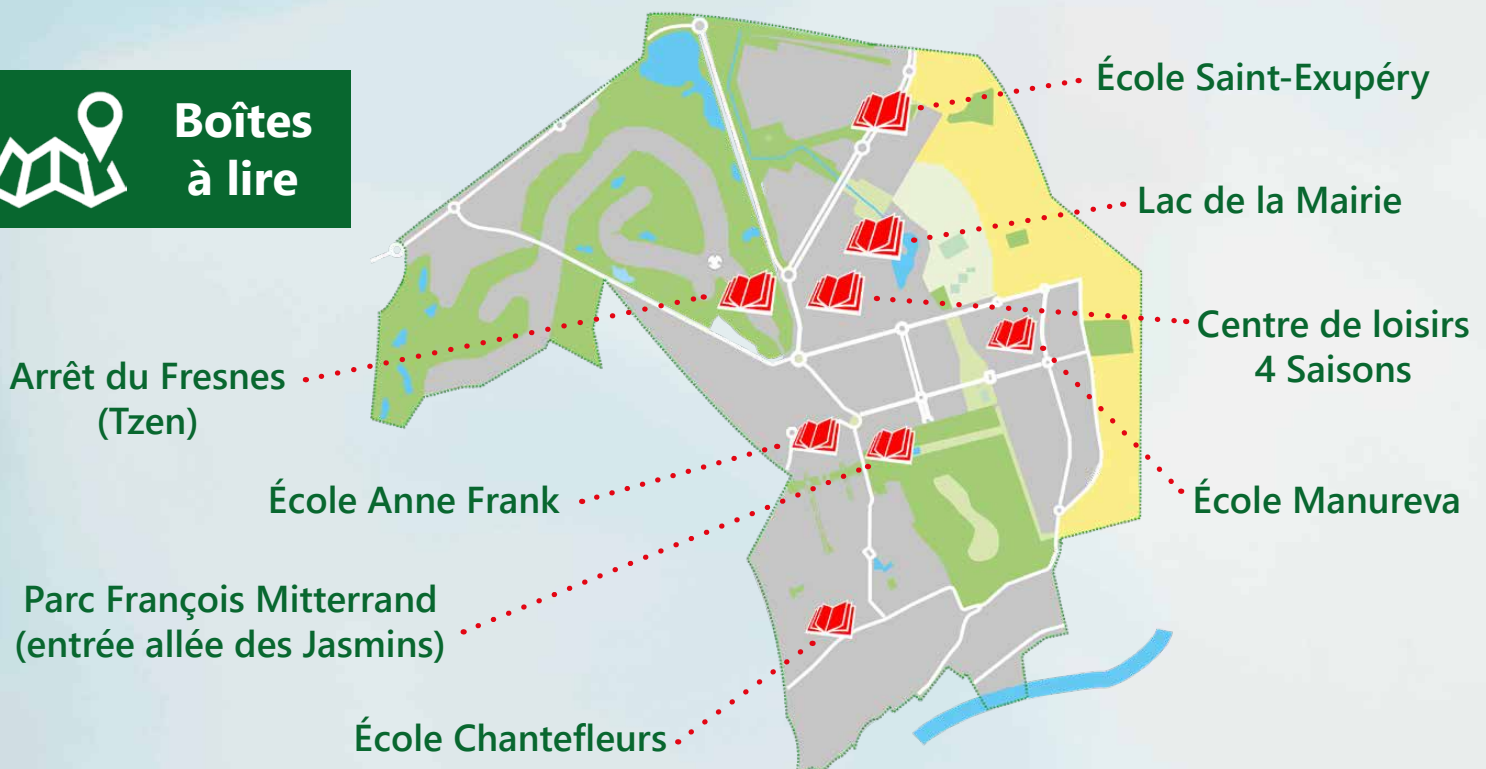 Boîtes
à lire
École Saint-Exupéry
Lac de la Mairie
Centre de loisirs
4 Saisons
École Manureva
Arrêt du Fresnes
(Tzen)
École Anne Frank
Parc François Mitterrand
(entrée allée des Jasmins)
École Chantefleurs